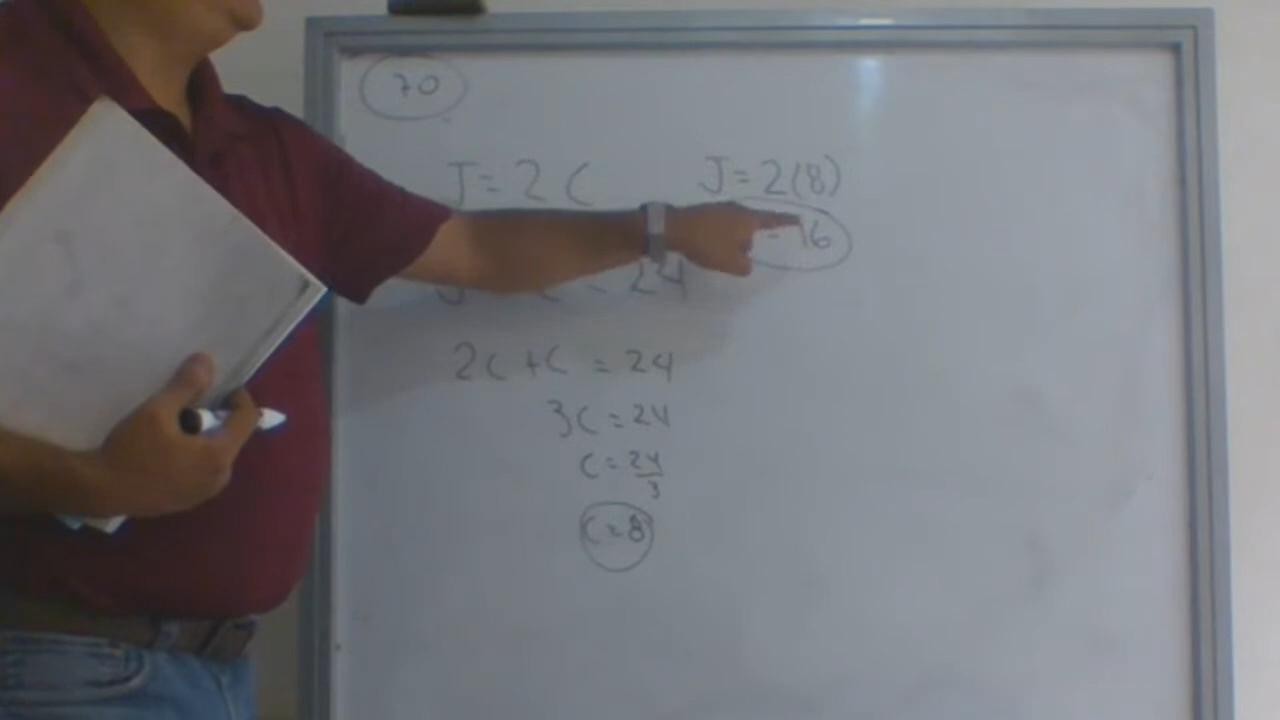 70
J = 2C
J = 2(8)
= 16
= 24
2C + C = 24
3C = 24
C = 24/3
C = 8